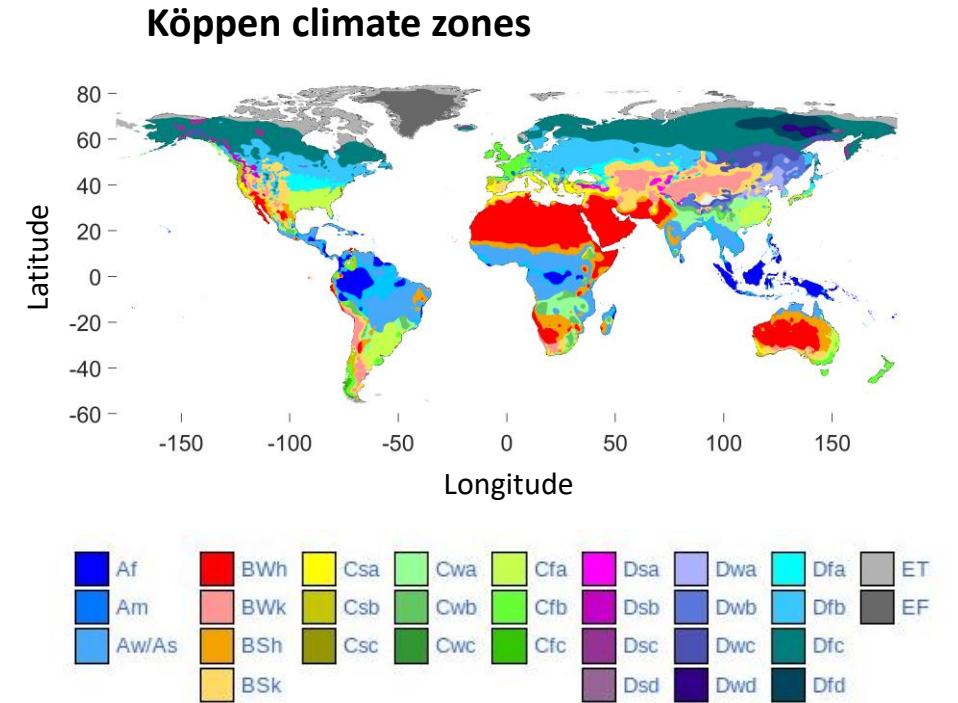 Köppen climate zones
80
60
40
20
0
-20
-40
-60
Latitude
-150 -100 -50 0 50 100 150
Longitude
Af BWh Csa Cwa Cfa Dsa Dwa Dfa ET
Am BWk Csb Cwb Cfb Dsb Dwb Dfb EF
Aw/As BSh Csc Cwc Cfc Dsc Dwc Dfc
BSk Dsd Dwd Dfd